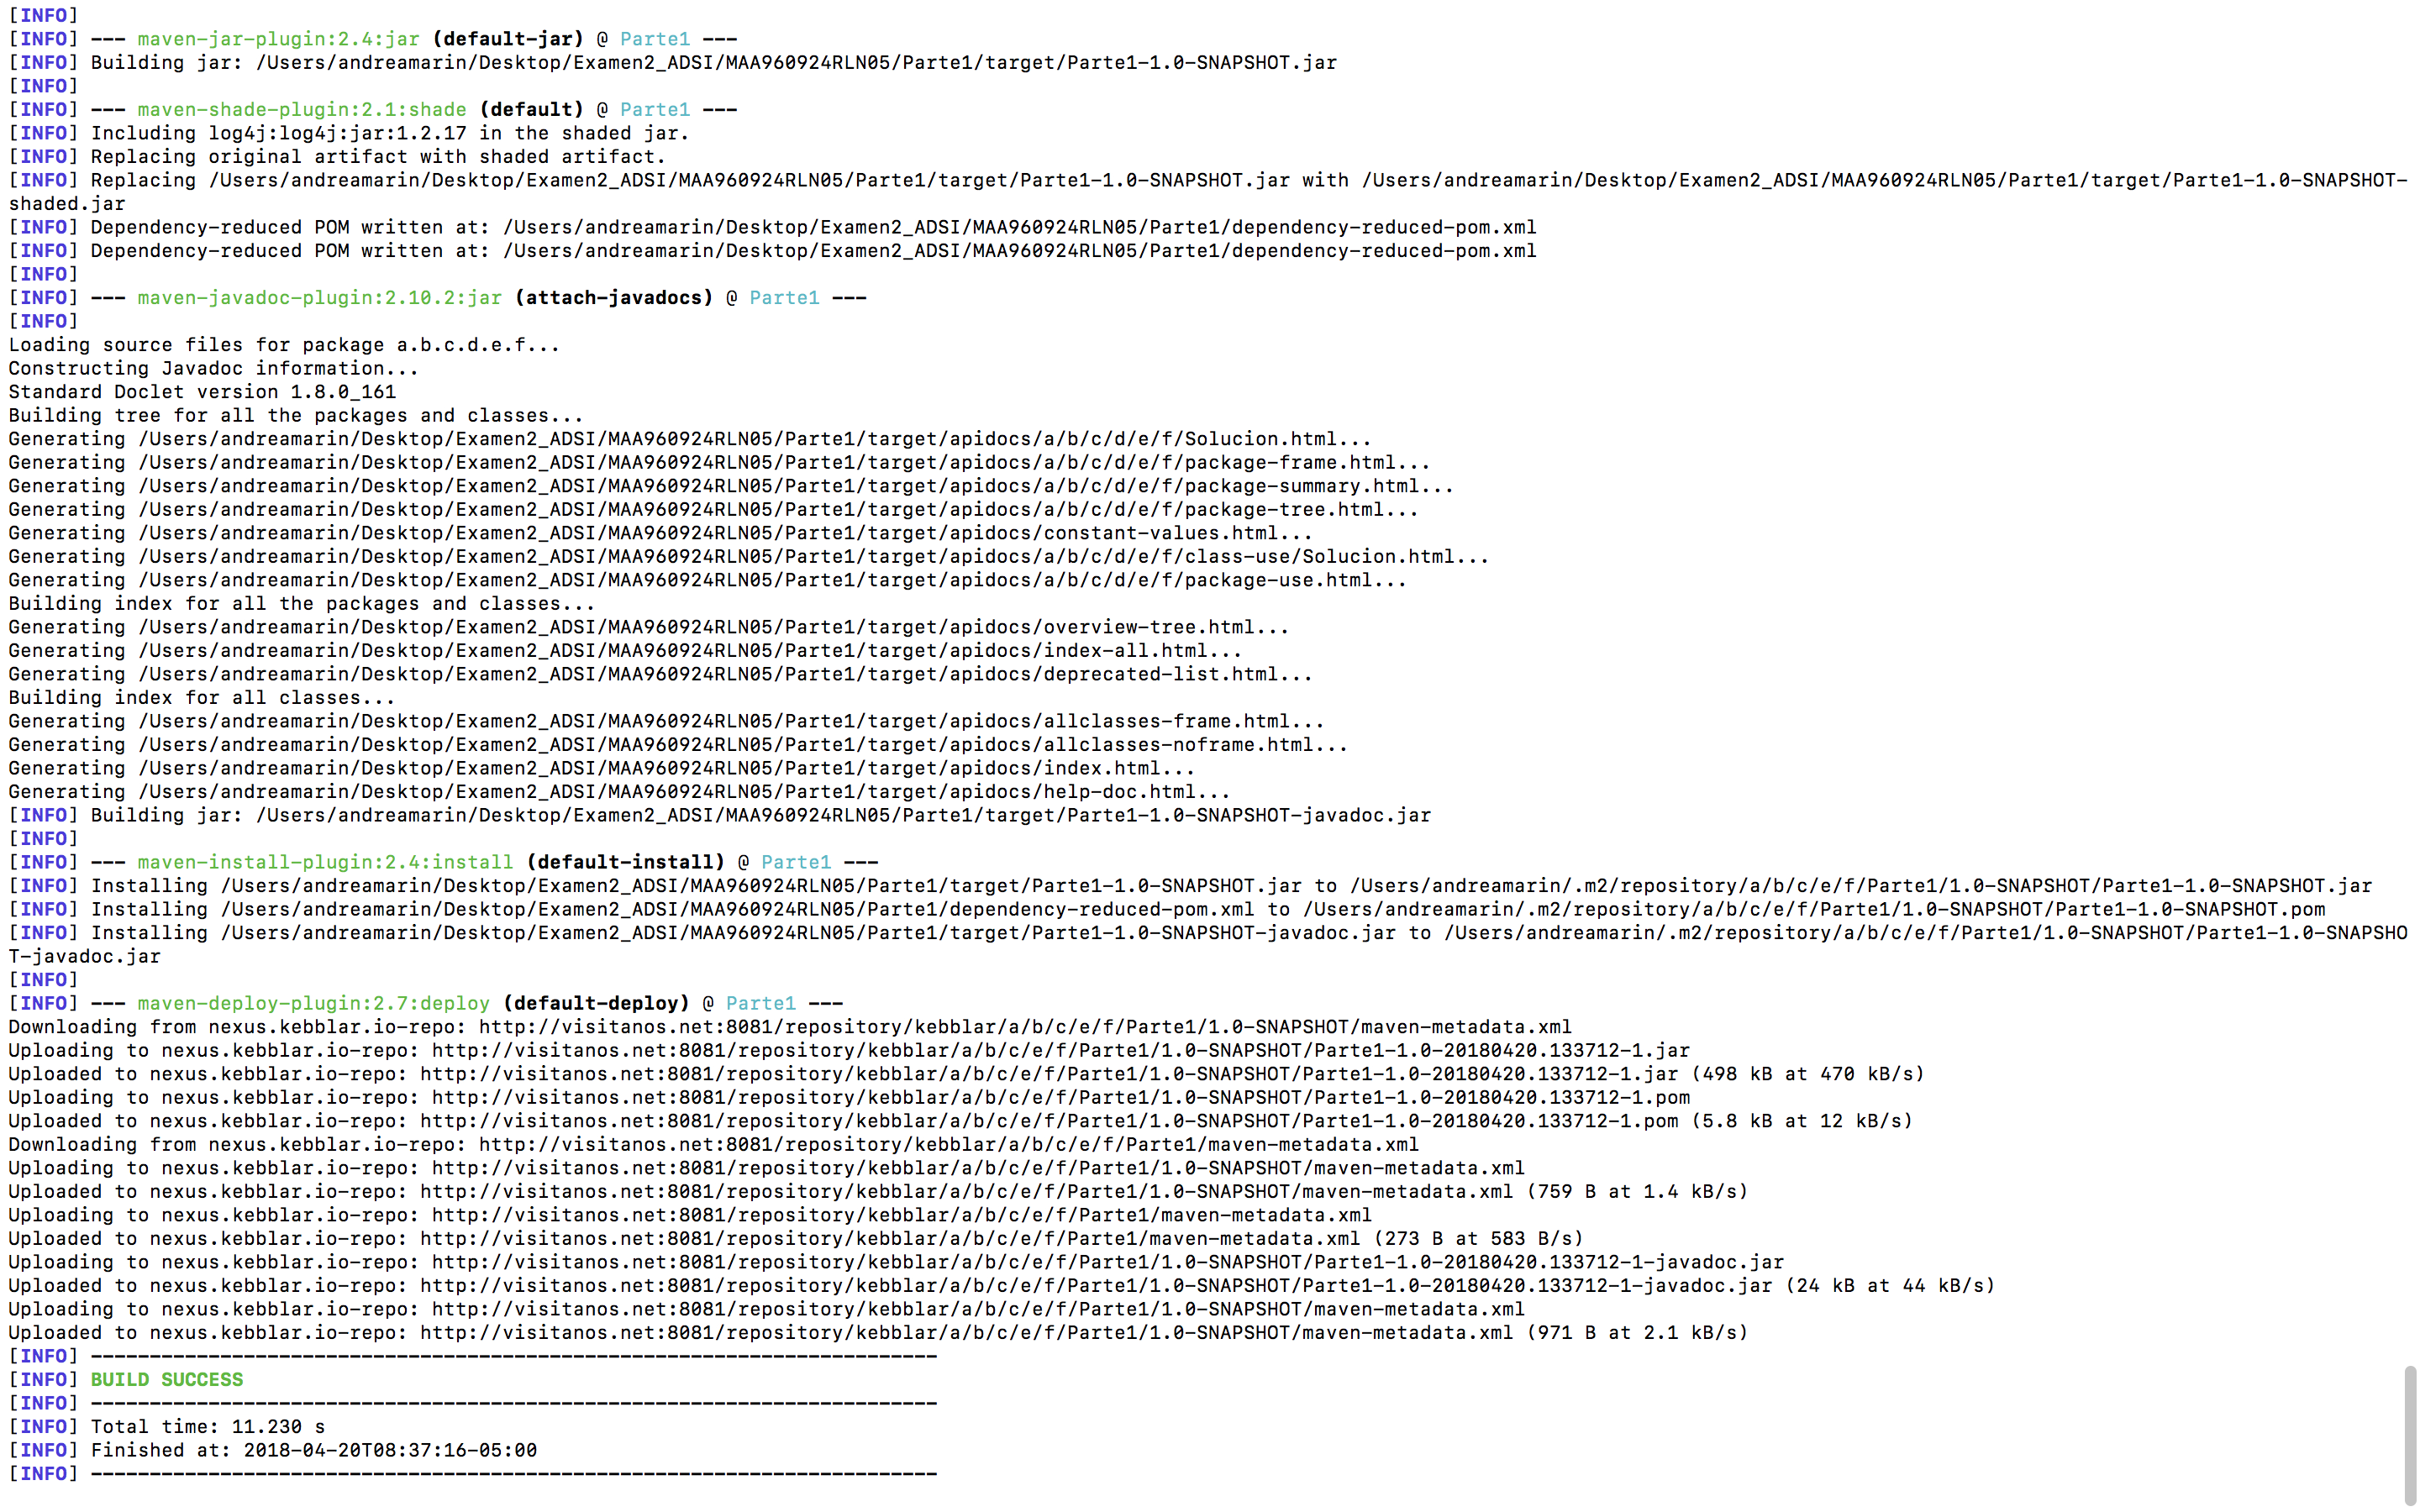 [INFO]
[INFO] --- maven-jar-plugin:2.4:jar (default-jar) @ Parte1 ---
[INFO] Building jar: /Users/andreamarin/Desktop/Examen2_ADSI/MAA960924RLN05/Parte1/target/Parte1-1.0-SNAPSHOT.jar
[INFO]
[INFO] --- maven-shade-plugin:2.1:shade (default) @ Parte1 ---
[INFO] Including log4j:log4j:jar:1.2.17 in the shaded jar.
[INFO] Replacing original artifact with shaded artifact.
[INFO] Replacing /Users/andreamarin/Desktop/Examen2_ADSI/MAA960924RLN05/Parte1/target/Parte1-1.0-SNAPSHOT.jar with /Users/andreamarin/Desktop/Examen2_ADSI/MAA960924RLN05/Parte1/target/Parte1-1.0-SNAPSHOT-
shaded.jar
[INFO] Dependency-reduced POM written at: /Users/andreamarin/Desktop/Examen2_ADSI/MAA960924RLN05/Parte1/dependency-reduced-pom.xml
[INFO] Dependency-reduced POM written at: /Users/andreamarin/Desktop/Examen2_ADSI/MAA960924RLN05/Parte1/dependency-reduced-pom.xml
[INFO]
[INFO] --- maven-javadoc-plugin:2.10.2:jar (attach-javadocs) @ Parte1 ---
[INFO]
Loading source files for package a.b.c.d.e.f...
Constructing Javadoc information...
Standard Doclet version 1.8.0_161
Building tree for all the packages and classes...
Generating /Users/andreamarin/Desktop/Examen2_ADSI/MAA960924RLN05/Parte1/target/apidocs/a/b/c/d/e/f/Solucion.html...
Generating /Users/andreamarin/Desktop/Examen2_ADSI/MAA960924RLN05/Parte1/target/apidocs/a/b/c/d/e/f/package-frame.html...
Generating /Users/andreamarin/Desktop/Examen2_ADSI/MAA960924RLN05/Parte1/target/apidocs/a/b/c/d/e/f/package-summary.html...
Generating /Users/andreamarin/Desktop/Examen2_ADSI/MAA960924RLN05/Parte1/target/apidocs/a/b/c/d/e/f/package-tree.html...
Generating /Users/andreamarin/Desktop/Examen2_ADSI/MAA960924RLN05/Parte1/target/apidocs/constant-values.html...
Generating /Users/andreamarin/Desktop/Examen2_ADSI/MAA960924RLN05/Parte1/target/apidocs/a/b/c/d/e/f/class-use/Solucion.html...
Generating /Users/andreamarin/Desktop/Examen2_ADSI/MAA960924RLN05/Parte1/target/apidocs/a/b/c/d/e/f/package-use.html...
Building index for all the packages and classes...
Generating /Users/andreamarin/Desktop/Examen2_ADSI/MAA960924RLN05/Parte1/target/apidocs/overview-tree.html...
Generating /Users/andreamarin/Desktop/Examen2_ADSI/MAA960924RLN05/Parte1/target/apidocs/index-all.html...
Generating /Users/andreamarin/Desktop/Examen2_ADSI/MAA960924RLN05/Parte1/target/apidocs/deprecated-list.html...
Building index for all classes...
Generating /Users/andreamarin/Desktop/Examen2_ADSI/MAA960924RLN05/Parte1/target/apidocs/allclasses-frame.html...
Generating /Users/andreamarin/Desktop/Examen2_ADSI/MAA960924RLN05/Parte1/target/apidocs/allclasses-noframe.html...
Generating /Users/andreamarin/Desktop/Examen2_ADSI/MAA960924RLN05/Parte1/target/apidocs/index.html...
Generating /Users/andreamarin/Desktop/Examen2_ADSI/MAA960924RLN05/Parte1/target/apidocs/help-doc.html...
[INFO] Building jar: /Users/andreamarin/Desktop/Examen2_ADSI/MAA960924RLN05/Parte1/target/Parte1-1.0-SNAPSHOT-javadoc.jar
[INFO]
[INFO] --- maven-install-plugin:2.4:install (default-install) @ Parte1 ---
[INFO] Installing /Users/andreamarin/Desktop/Examen2_ADSI/MAA960924RLN05/Parte1/target/Parte1-1.0-SNAPSHOT.jar to /Users/andreamarin/.m2/repository/a/b/c/e/f/Parte1/1.0-SNAPSHOT/Parte1-1.0-SNAPSHOT.jar
[INFO] Installing /Users/andreamarin/Desktop/Examen2_ADSI/MAA960924RLN05/Parte1/dependency-reduced-pom.xml to /Users/andreamarin/.m2/repository/a/b/c/e/f/Parte1/1.0-SNAPSHOT/Parte1-1.0-SNAPSHOT.pom
[INFO] Installing /Users/andreamarin/Desktop/Examen2_ADSI/MAA960924RLN05/Parte1/target/Parte1-1.0-SNAPSHOT-javadoc.jar to /Users/andreamarin/.m2/repository/a/b/c/e/f/Parte1/1.0-SNAPSHOT/Parte1-1.0-SNAPSHO
T-javadoc.jar
[INFO]
[INFO] --- maven-deploy-plugin:2.7:deploy (default-deploy) @ Parte1 ---
Downloading from nexus.kebblar.io-repo: http://visitanos.net:8081/repository/kebblar/a/b/c/e/f/Parte1/1.0-SNAPSHOT/maven-metadata.xml
Uploading to nexus.kebblar.io-repo: http://visitanos.net:8081/repository/kebblar/a/b/c/e/f/Parte1/1.0-SNAPSHOT/Parte1-1.0-20180420.133712-1.jar
Uploaded to nexus.kebblar.io-repo: http://visitanos.net:8081/repository/kebblar/a/b/c/e/f/Parte1/1.0-SNAPSHOT/Parte1-1.0-20180420.133712-1.jar (498 kB at 470 kB/s)
Uploading to nexus.kebblar.io-repo: http://visitanos.net:8081/repository/kebblar/a/b/c/e/f/Parte1/1.0-SNAPSHOT/Parte1-1.0-20180420.133712-1.pom
Uploaded to nexus.kebblar.io-repo: http://visitanos.net:8081/repository/kebblar/a/b/c/e/f/Parte1/1.0-SNAPSHOT/Parte1-1.0-20180420.133712-1.pom (5.8 kB at 12 kB/s)
Downloading from nexus.kebblar.io-repo: http://visitanos.net:8081/repository/kebblar/a/b/c/e/f/Parte1/maven-metadata.xml
Uploading to nexus.kebblar.io-repo: http://visitanos.net:8081/repository/kebblar/a/b/c/e/f/Parte1/1.0-SNAPSHOT/maven-metadata.xml
Uploaded to nexus.kebblar.io-repo: http://visitanos.net:8081/repository/kebblar/a/b/c/e/f/Parte1/1.0-SNAPSHOT/maven-metadata.xml (759 B at 1.4 kB/s)
Uploading to nexus.kebblar.io-repo: http://visitanos.net:8081/repository/kebblar/a/b/c/e/f/Parte1/maven-metadata.xml
Uploaded to nexus.kebblar.io-repo: http://visitanos.net:8081/repository/kebblar/a/b/c/e/f/Parte1/maven-metadata.xml (273 B at 583 B/s)
Uploading to nexus.kebblar.io-repo: http://visitanos.net:8081/repository/kebblar/a/b/c/e/f/Parte1/1.0-SNAPSHOT/Parte1-1.0-20180420.133712-1-javadoc.jar
Uploaded to nexus.kebblar.io-repo: http://visitanos.net:8081/repository/kebblar/a/b/c/e/f/Parte1/1.0-SNAPSHOT/Parte1-1.0-20180420.133712-1-javadoc.jar (24 kB at 44 kB/s)
Uploading to nexus.kebblar.io-repo: http://visitanos.net:8081/repository/kebblar/a/b/c/e/f/Parte1/1.0-SNAPSHOT/maven-metadata.xml
Uploaded to nexus.kebblar.io-repo: http://visitanos.net:8081/repository/kebblar/a/b/c/e/f/Parte1/1.0-SNAPSHOT/maven-metadata.xml (971 B at 2.1 kB/s)
[INFO] ------------------------------------------------------------------------
[INFO] BUILD SUCCESS
[INFO] ------------------------------------------------------------------------
[INFO] Total time: 11.230 s
[INFO] Finished at: 2018-04-20T08:37:16-05:00
[INFO] ------------------------------------------------------------------------